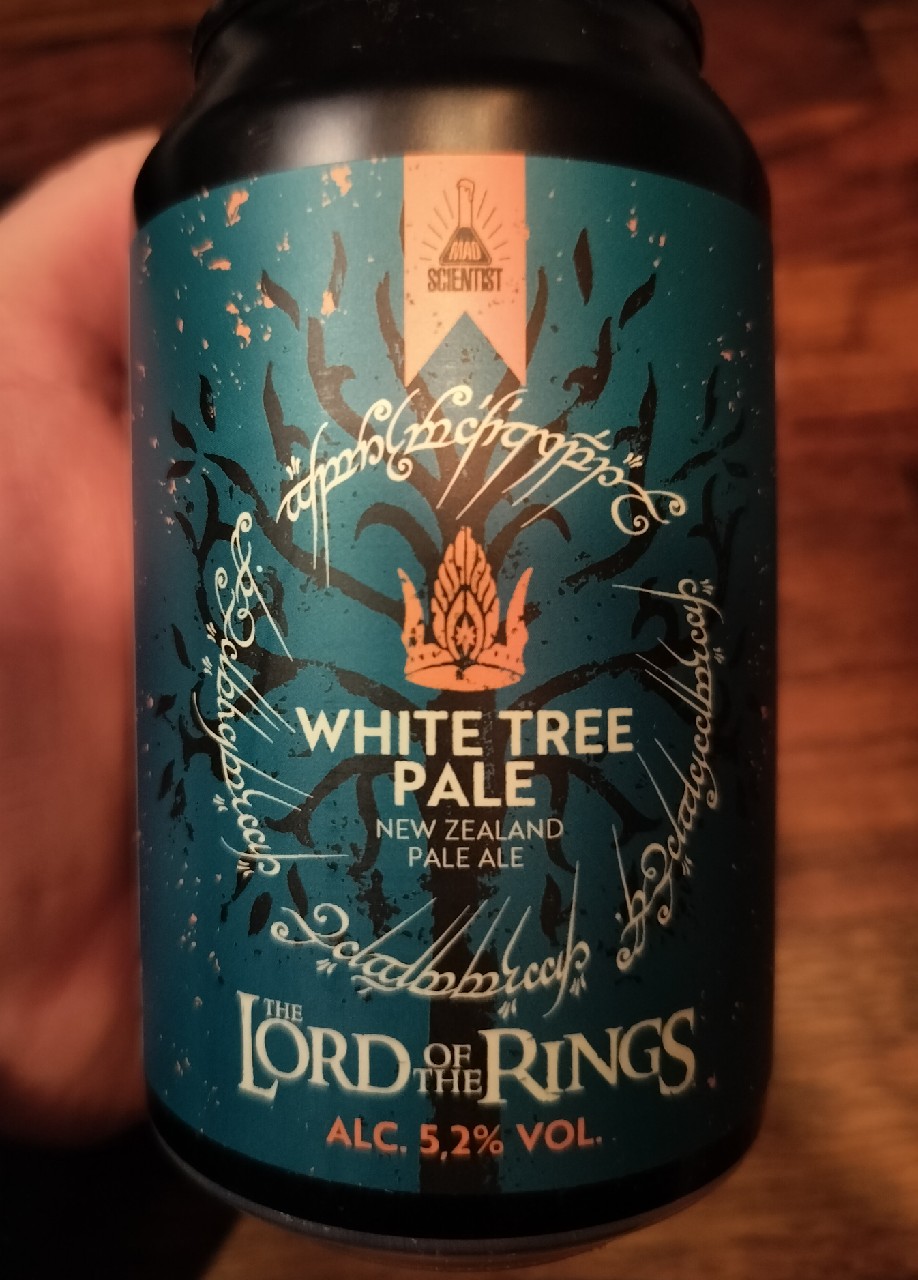 MAD
SCIENTIST
WHITE TREE
PALE
NEW ZEALAND
PALE ALE
THE
LORD OF THE RINGS
ALC. 5,2% VOL.